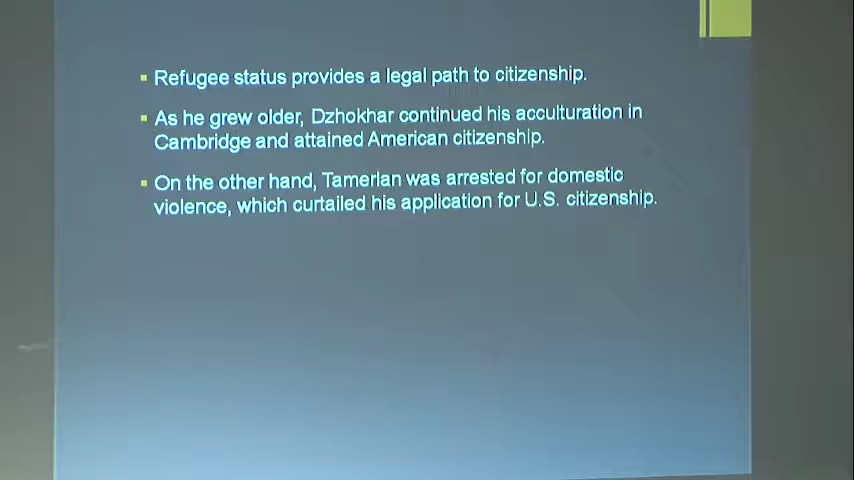 Refugee status provides a legal path to citizenship.
As he grew older, Dzhokhar continued his acculturation in
Cambridge and attained American citizenship.
On the other hand, Tamerlan was arrested for domestic
violence, which curtailed his application for U.S. citizenship.